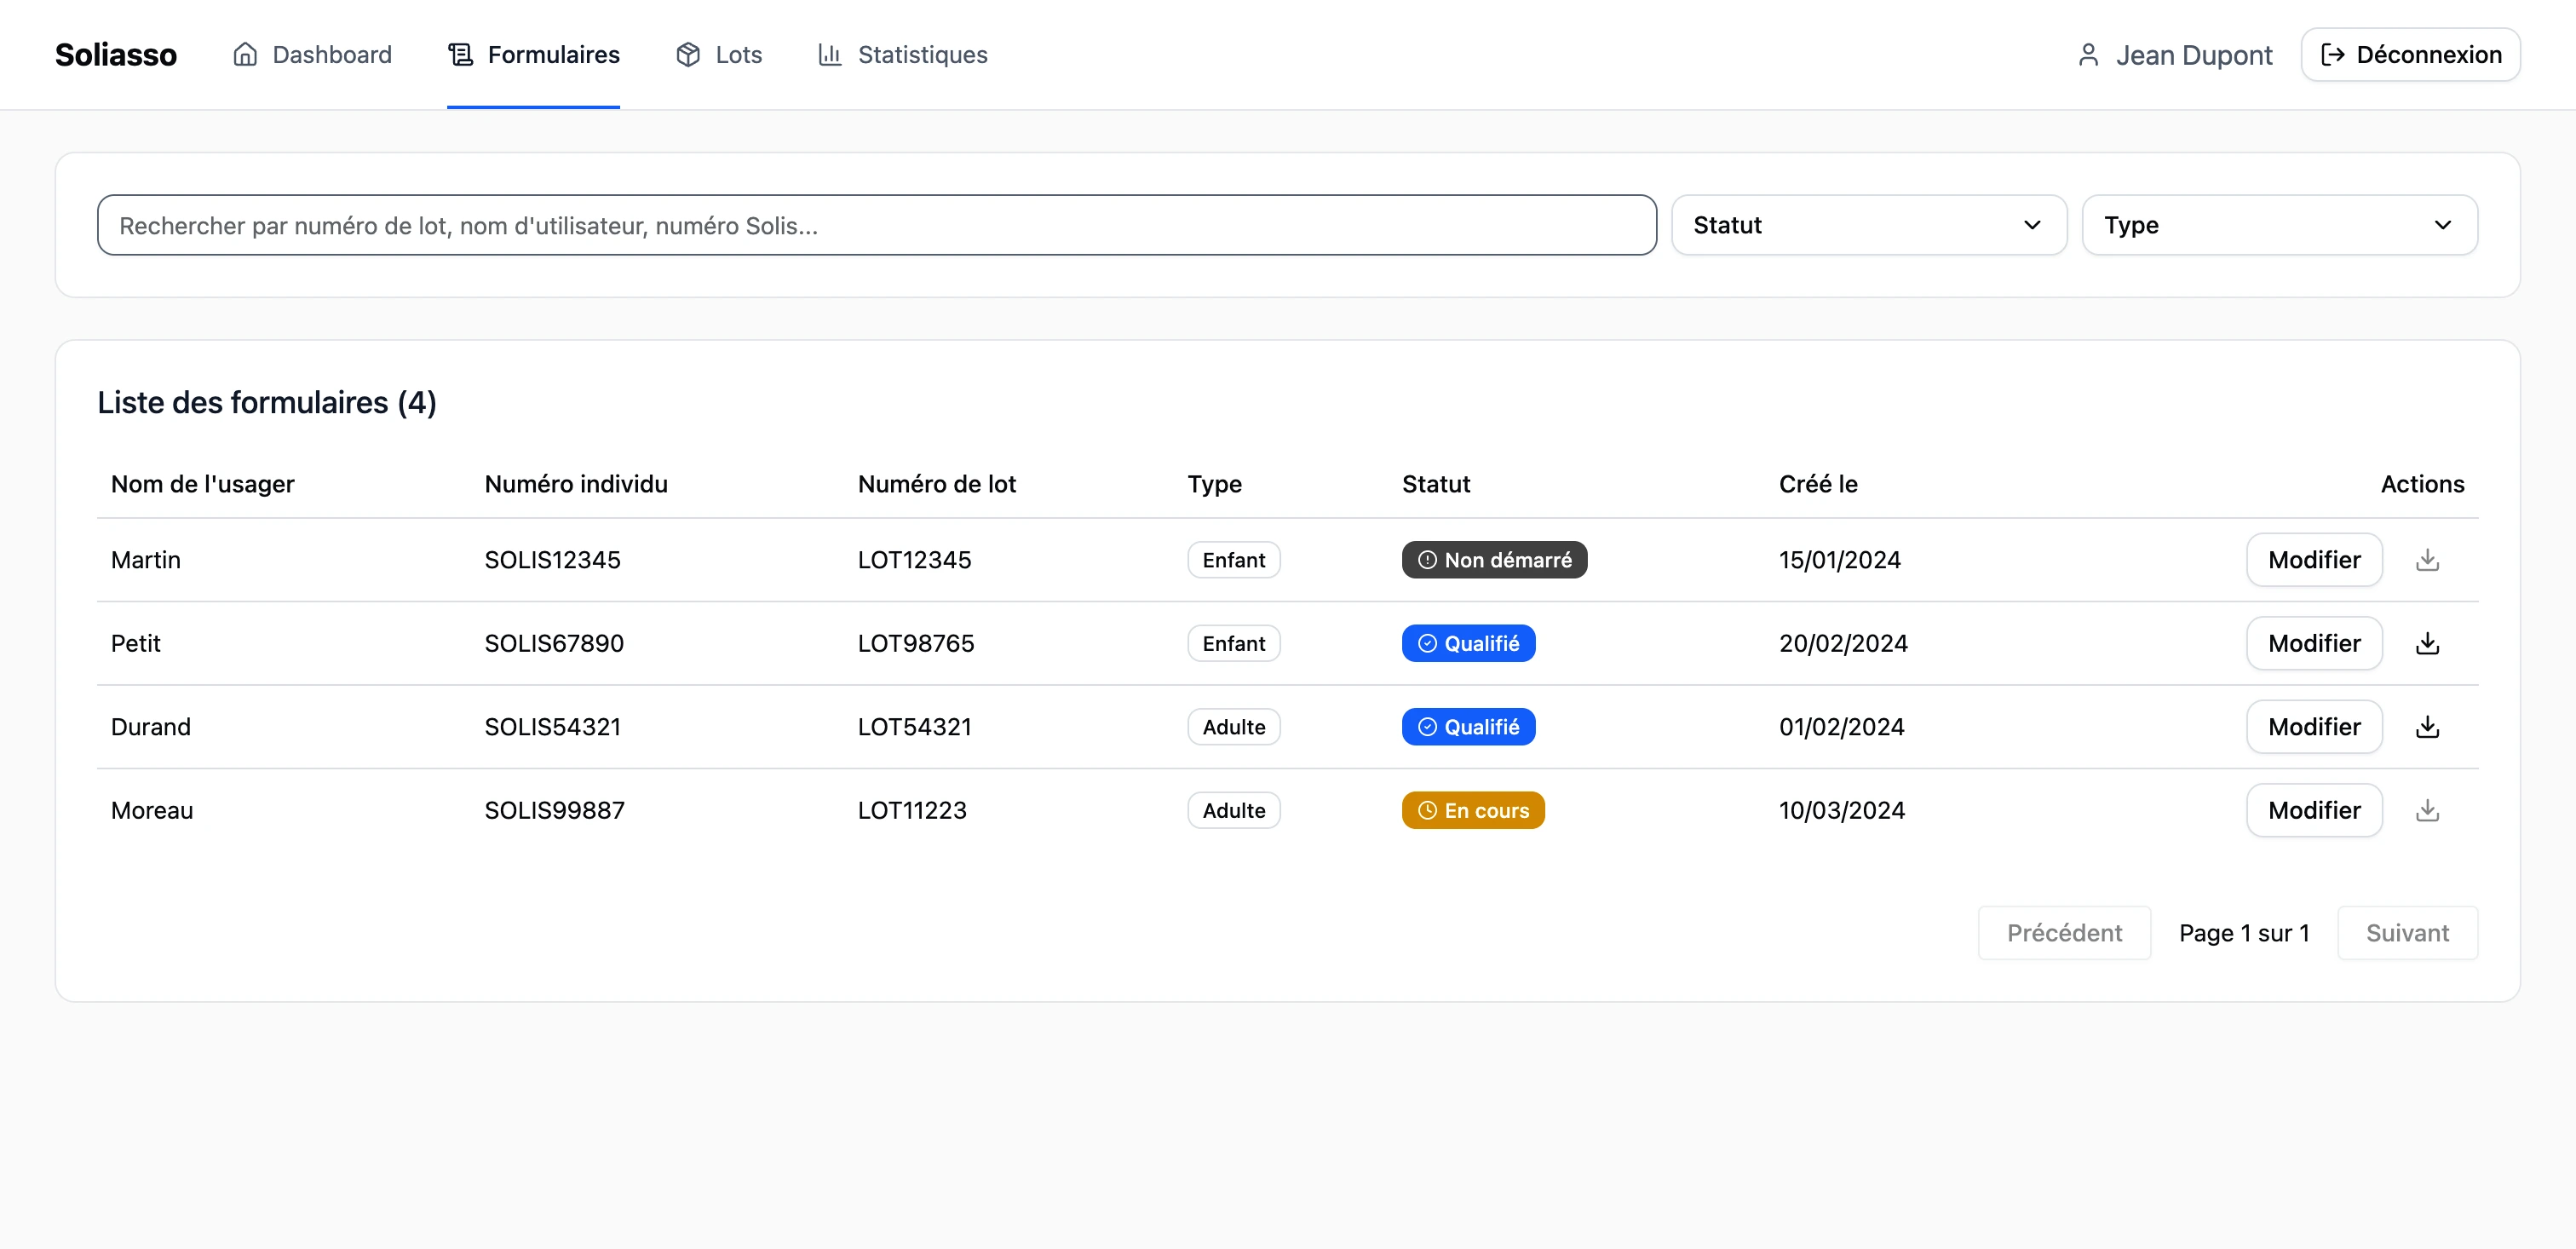 Soliasso Dashboard Formulaires Lots Statistiques Jean Dupont Déconnexion
Rechercher par numéro de lot, nom d'utilisateur, numéro Solis... Statut Type
Liste des formulaires (4)
Nom de l'usager Numéro individu Numéro de lot Type Statut Créé le Actions
Martin SOLIS12345 LOT12345 Enfant Non démarré 15/01/2024 Modifier
Petit SOLIS67890 LOT98765 Enfant Qualifié 20/02/2024 Modifier
Durand SOLIS54321 LOT54321 Adulte Qualifié 01/02/2024 Modifier
Moreau SOLIS99887 LOT11223 Adulte En cours 10/03/2024 Modifier
Précédent Page 1 sur 1 Suivant